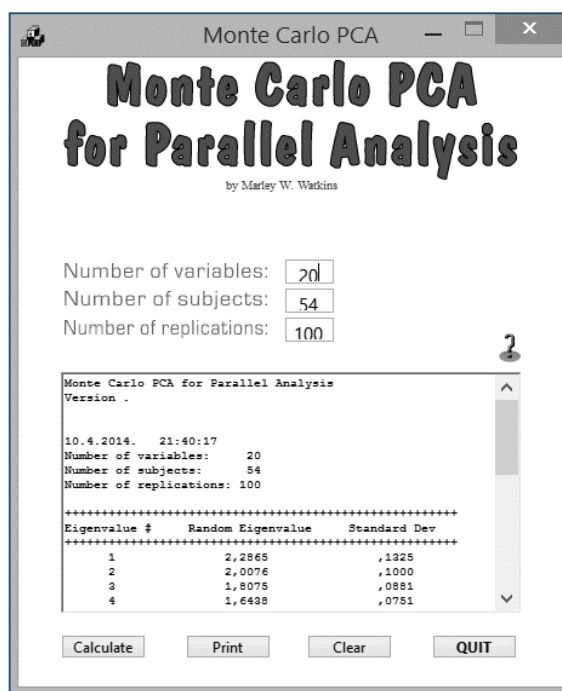 Monte Carlo PCA
Monte Carlo PCA
for Parallel Analysis
by Marley W. Watkins
Number of variables: 20
Number of subjects: 54
Number of replications: 100
?
Monte Carlo PCA for Parallel Analysis
Version .
10.4.2014. 21:40:17
Number of variables: 20
Number of subjects: 54
Number of replications: 100
++++++++++++++++++++++++++++++++++++++++++++++++++++++
Eigenvalue # Random Eigenvalue Standard Dev
++++++++++++++++++++++++++++++++++++++++++++++++++++++
1 2,2865 ,1325
2 2,0076 ,1000
3 1,8075 ,0881
4 1,6438 ,0751
Calculate Print Clear QUIT